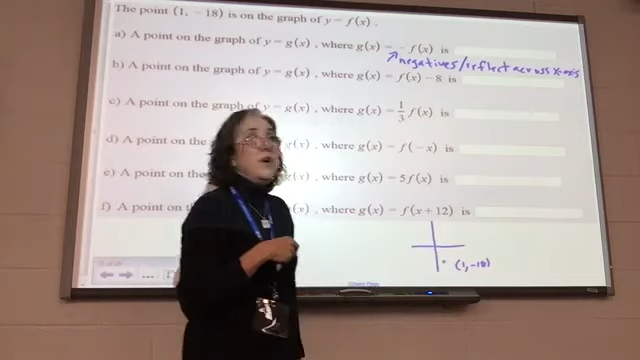 The point (1, −18) is on the graph of y = f(x).
a) A point on the graph of y = g(x), where g(x) = − f(x) is
negatives/reflect across x-axis
b) A point on the graph of y = g(x), where g(x) = f(x) − 8 is
c) A point on the graph of y = g(x), where g(x) = 1/3 f(x) is
d) A point on the g(x), where g(x) = f(−x) is
e) A point on the g(x), where g(x) = 5f(x) is
f) A point on t (x), where g(x) = f(x + 12) is
(1,-18)